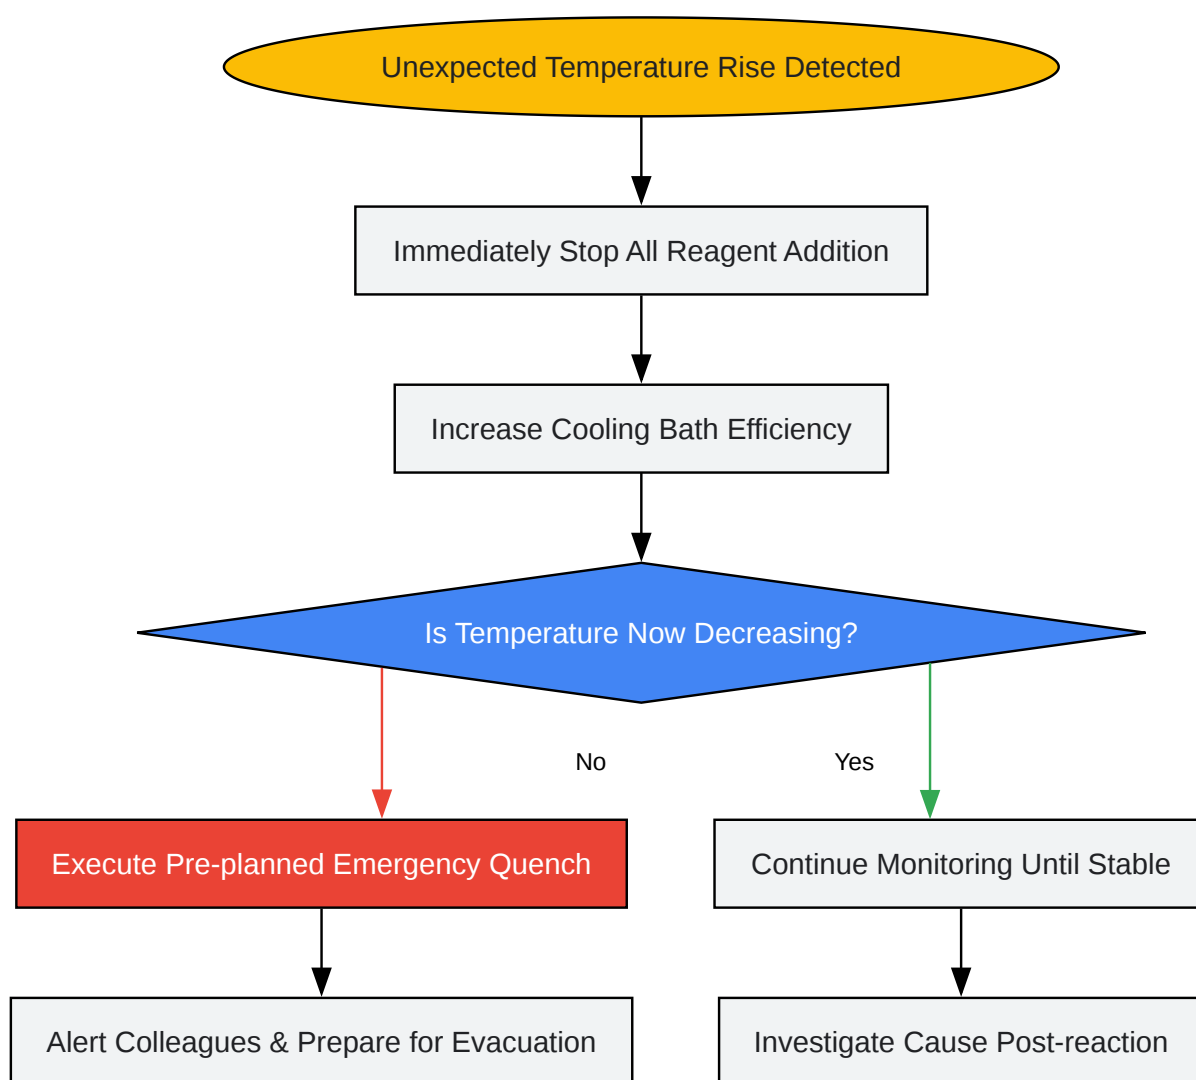 Unexpected Temperature Rise Detected
Immediately Stop All Reagent Addition
Increase Cooling Bath Efficiency
Is Temperature Now Decreasing?
No
Yes
Execute Pre-planned Emergency Quench
Continue Monitoring Until Stable
Alert Colleagues & Prepare for Evacuation
Investigate Cause Post-reaction